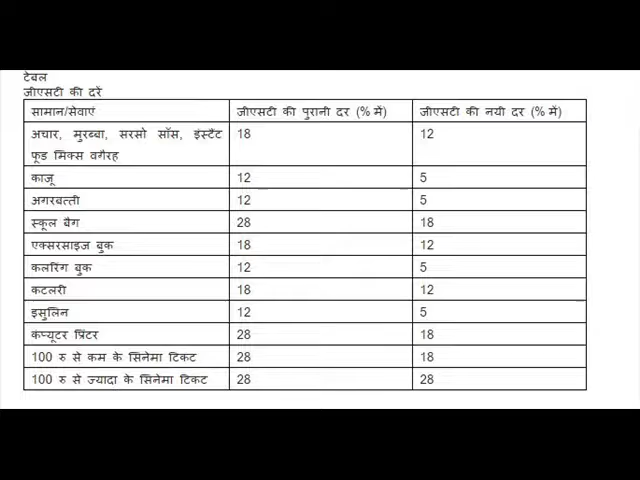 टेबल
जीएसटी की दरें
सामान/सेवाएं जीएसटी की पुरानी दर (% में) जीएसटी की नयी दर (% में)
अचार, मुरब्बा, सरसो सॉस, इंस्टैंट 18 12
फूड मिक्स वगैरह
काजू 12 5
अगरबत्ती 12 5
स्कूल बैग 28 18
एक्सरसाइज बुक 18 12
कलरिंग बुक 12 5
कटलरी 18 12
इसुलिन 12 5
कंप्यूटर प्रिंटर 28 18
100 रु से कम के सिनेमा टिकट 28 18
100 रु से ज्यादा के सिनेमा टिकट 28 28